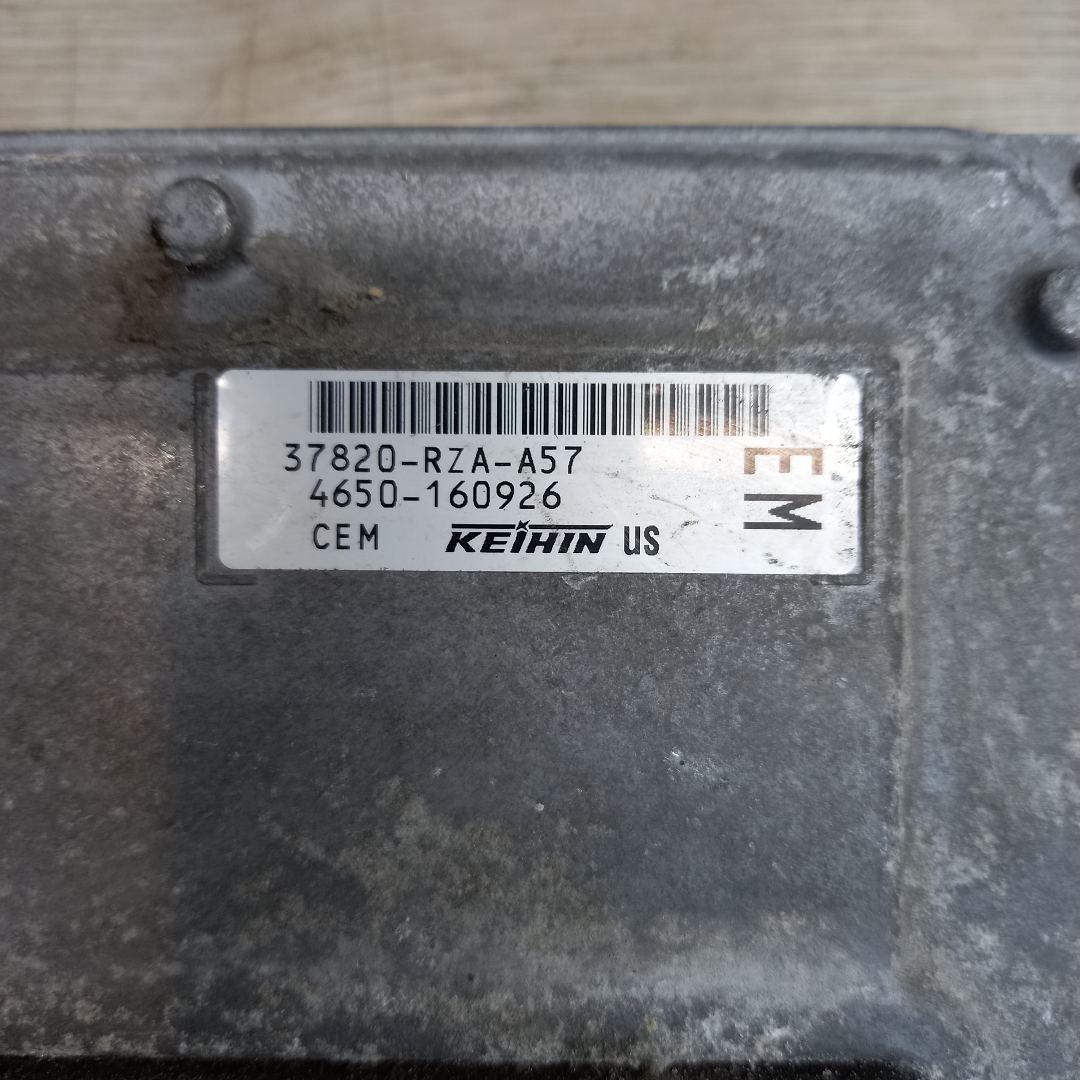 37820-RZA-A57
4650-160926
CEM KEIHIN US
EM